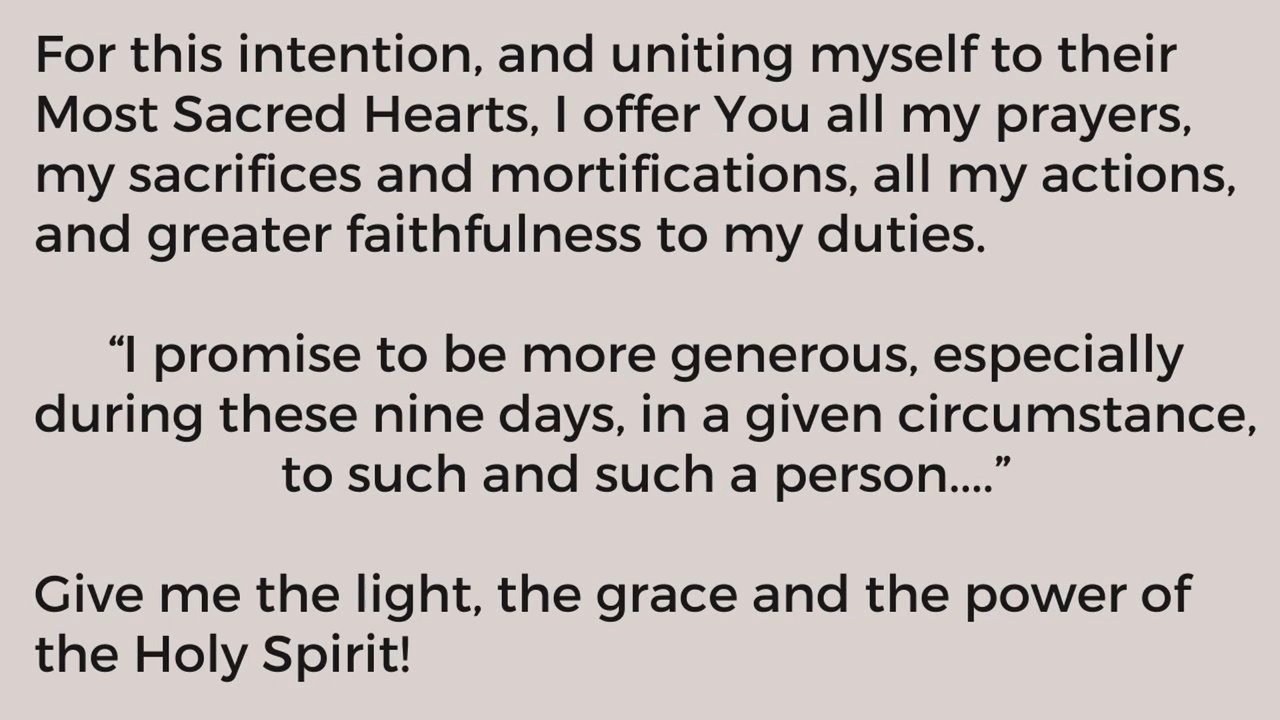 For this intention, and uniting myself to their
Most Sacred Hearts, I offer You all my prayers,
my sacrifices and mortifications, all my actions,
and greater faithfulness to my duties.
“I promise to be more generous, especially
during these nine days, in a given circumstance,
to such and such a person....”
Give me the light, the grace and the power of
the Holy Spirit!